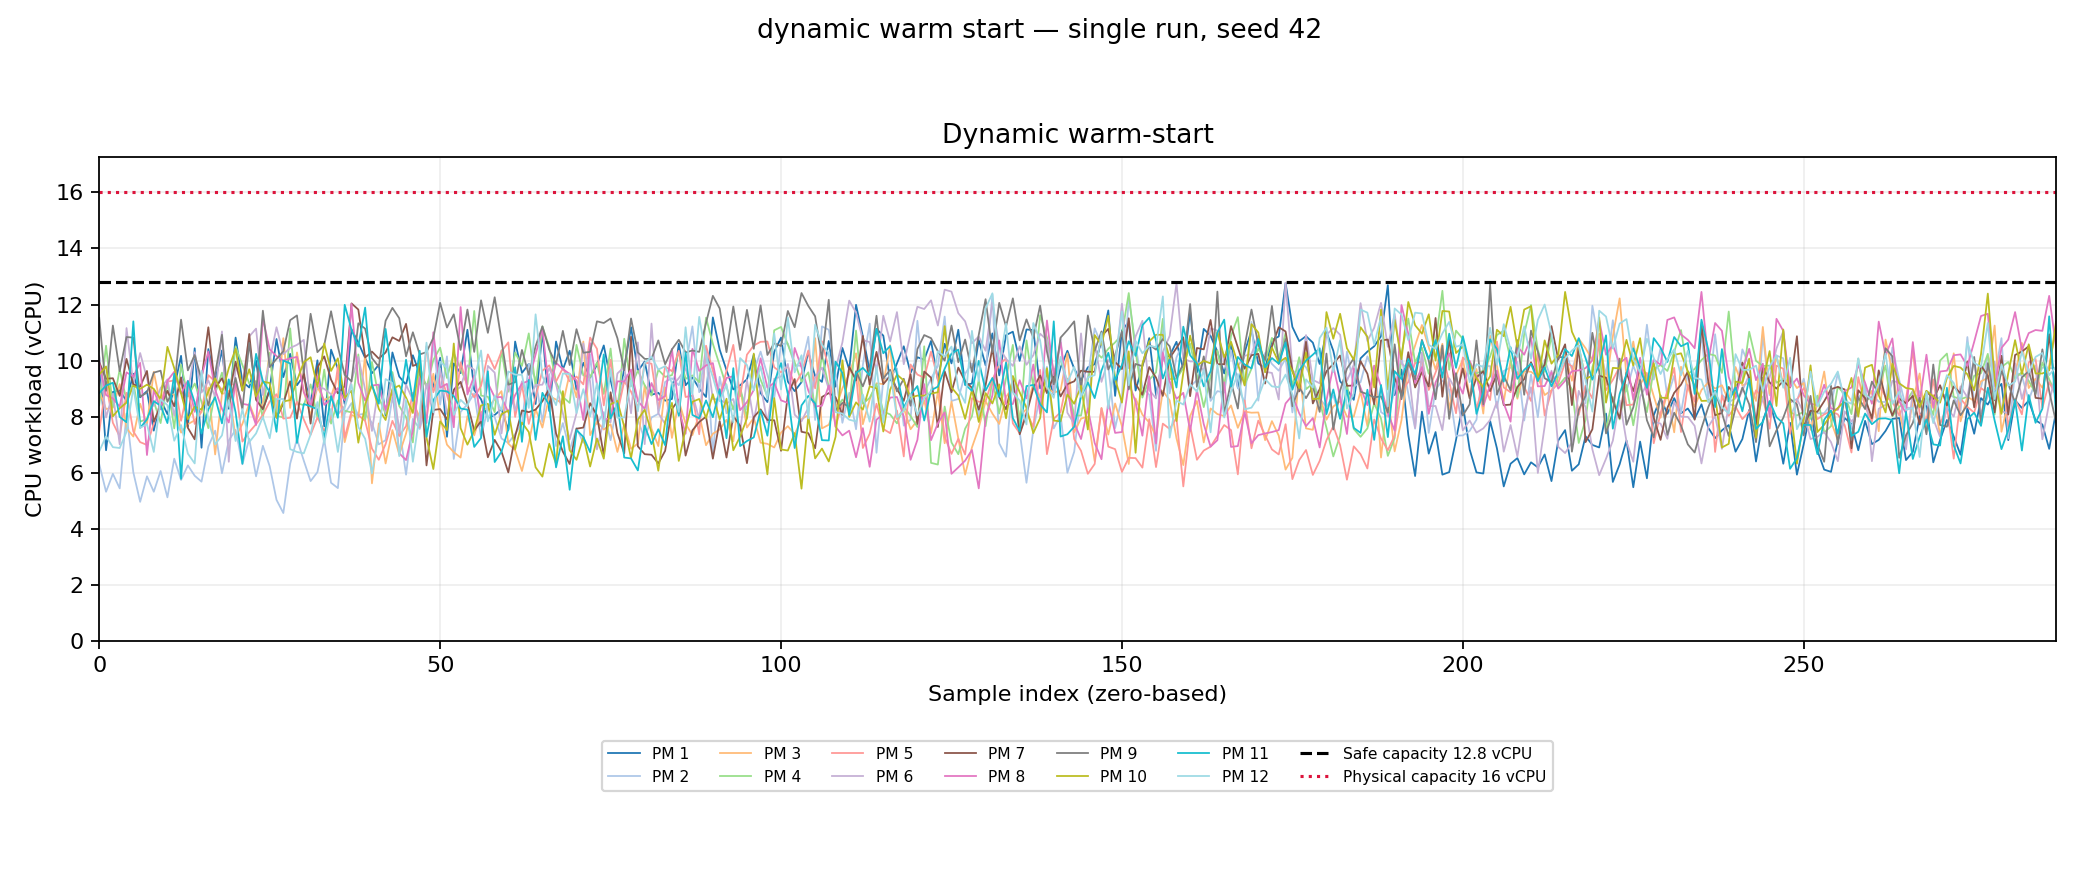 dynamic warm start — single run, seed 42
Dynamic warm-start
16
14
12
10
8
6
4
2
0
CPU workload (vCPU)
0 50 100 150 200 250
Sample index (zero-based)
PM 1 PM 3 PM 5 PM 7 PM 9 PM 11 Safe capacity 12.8 vCPU
PM 2 PM 4 PM 6 PM 8 PM 10 PM 12 Physical capacity 16 vCPU